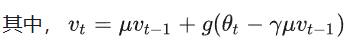 其中， $v_t = \mu v_{t-1} + g(\theta_t - \gamma \mu v_{t-1})$